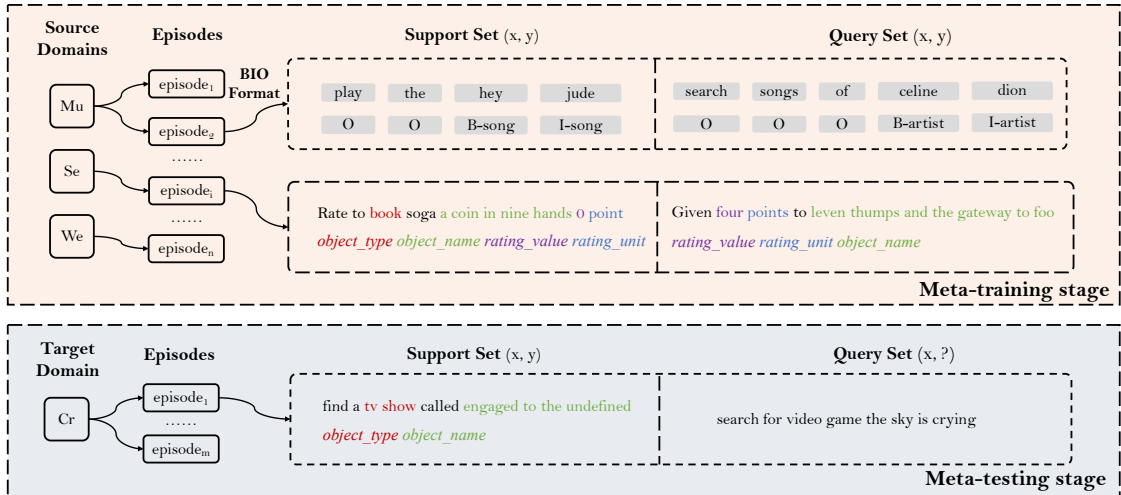 Source Domains
Episodes
Support Set (x, y)
Query Set (x, y)
BIO Format
Mu
episode1
episode2
......
play the hey jude
O O B-song I-song
search songs of celine dion
O O O B-artist I-artist
Se
episodei
......
We
episoden
Rate to book soga a coin in nine hands 0 point
object_type object_name rating_value rating_unit
Given four points to leven thumps and the gateway to foo
rating_value rating_unit object_name
Meta-training stage
Target Domain
Episodes
Support Set (x, y)
Query Set (x, ?)
Cr
episode1
......
episodem
find a tv show called engaged to the undefined
object_type object_name
search for video game the sky is crying
Meta-testing stage